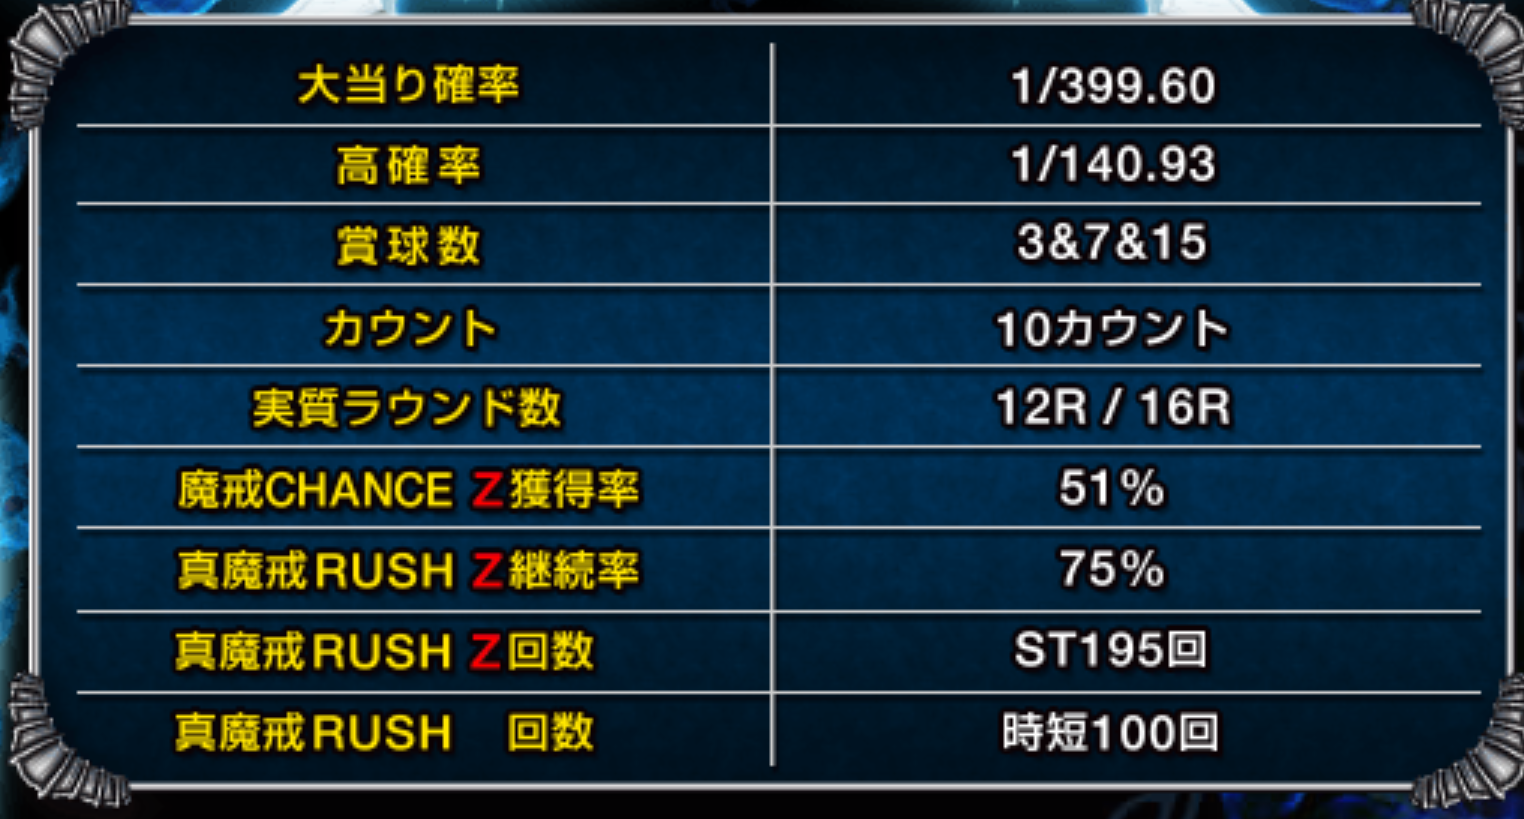 大当り確率 1/399.60
高確率 1/140.93
賞球数 3&7&15
カウント 10カウント
実質ラウンド数 12R / 16R
魔戒CHANCE Z獲得率 51%
真魔戒RUSH Z継続率 75%
真魔戒RUSH Z回数 ST195回
真魔戒RUSH 回数 時短100回